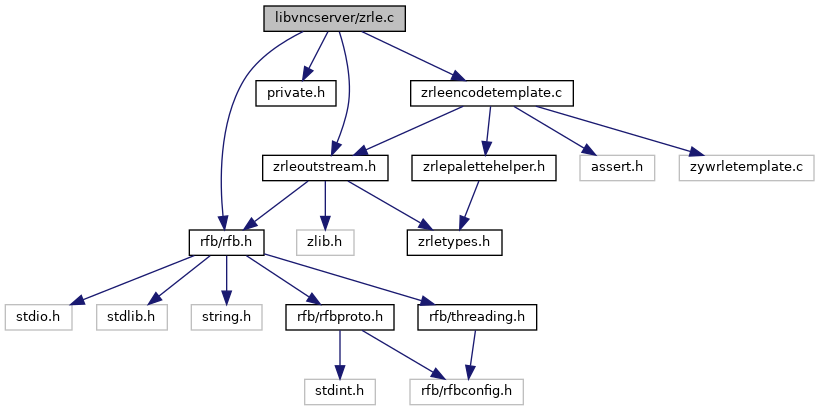 libvncserver/zrle.c
private.h
zrleencodetemplate.c
zrleoutstream.h
zrlepalettehelper.h
assert.h
zywrletemplate.c
rfb/rfb.h
zlib.h
zrletypes.h
stdio.h
stdlib.h
string.h
rfb/rfbproto.h
rfb/threading.h
stdint.h
rfb/rfbconfig.h